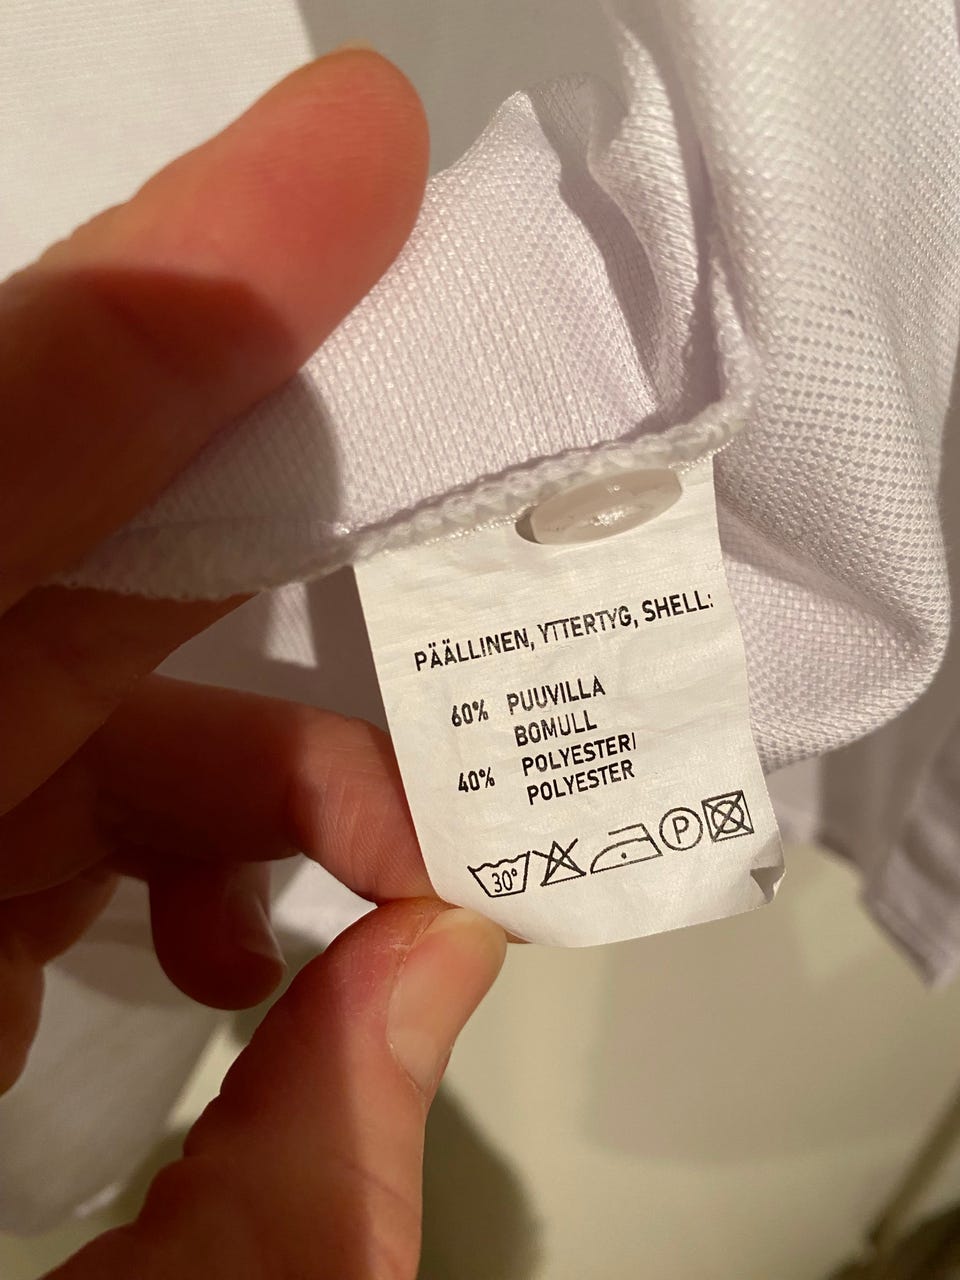 PÄÄLLINEN, YTTERTYG, SHELL:
60% PUUVILLA
BOMULL
40% POLYESTERI
POLYESTER
30° P